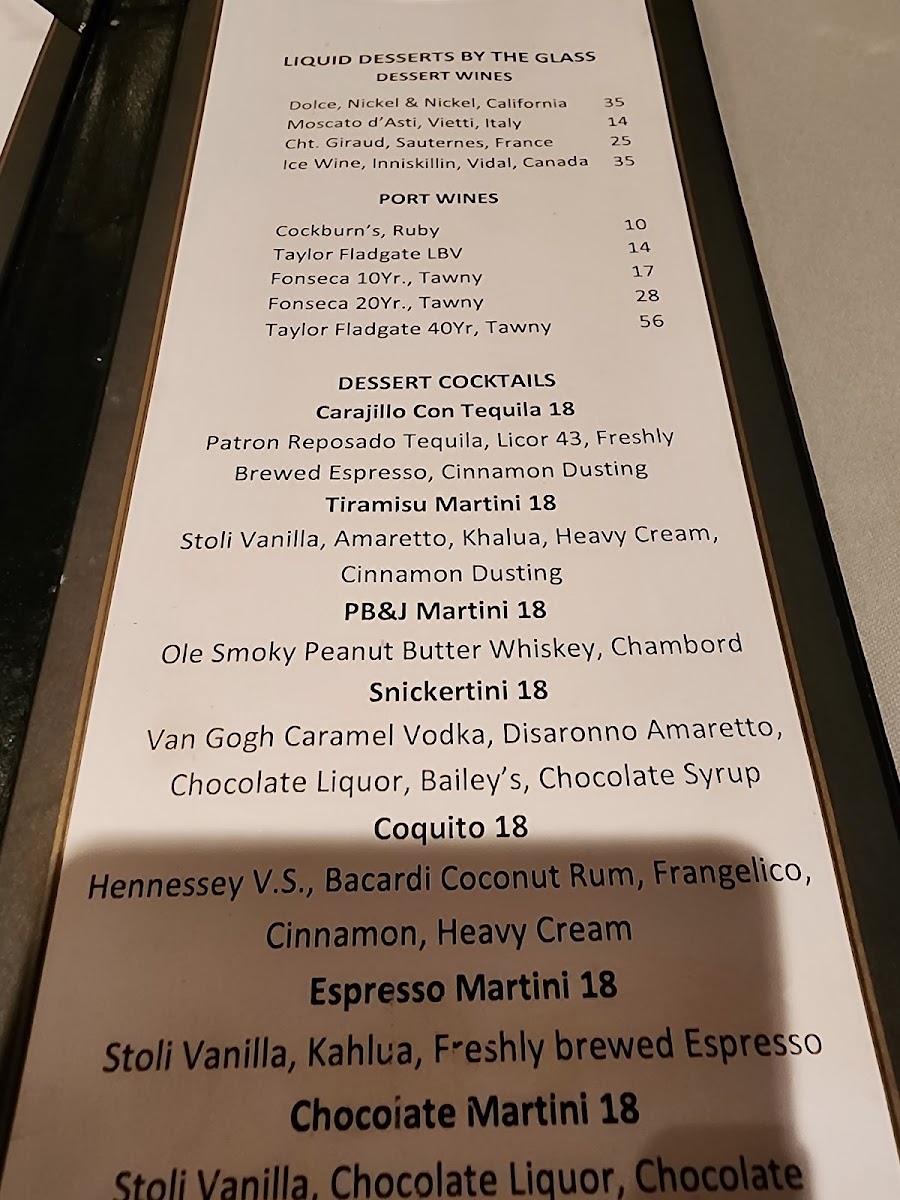 LIQUID DESSERTS BY THE GLASS
DESSERT WINES
Dolce, Nickel & Nickel, California 35
Moscato d'Asti, Vietti, Italy 14
Cht. Giraud, Sauternes, France 25
Ice Wine, Inniskillin, Vidal, Canada 35
PORT WINES
Cockburn's, Ruby 10
Taylor Fladgate LBV 14
Fonseca 10Yr., Tawny 17
Fonseca 20Yr., Tawny 28
Taylor Fladgate 40Yr, Tawny 56
DESSERT COCKTAILS
Carajillo Con Tequila 18
Patron Reposado Tequila, Licor 43, Freshly
Brewed Espresso, Cinnamon Dusting
Tiramisu Martini 18
Stoli Vanilla, Amaretto, Khalua, Heavy Cream,
Cinnamon Dusting
PB&J Martini 18
Ole Smoky Peanut Butter Whiskey, Chambord
Snickertini 18
Van Gogh Caramel Vodka, Disaronno Amaretto,
Chocolate Liquor, Bailey's, Chocolate Syrup
Coquito 18
Hennessey V.S., Bacardi Coconut Rum, Frangelico,
Cinnamon, Heavy Cream
Espresso Martini 18
Stoli Vanilla, Kahlua, Freshly brewed Espresso
Chocolate Martini 18
Stoli Vanilla, Chocolate Liquor, Chocolate